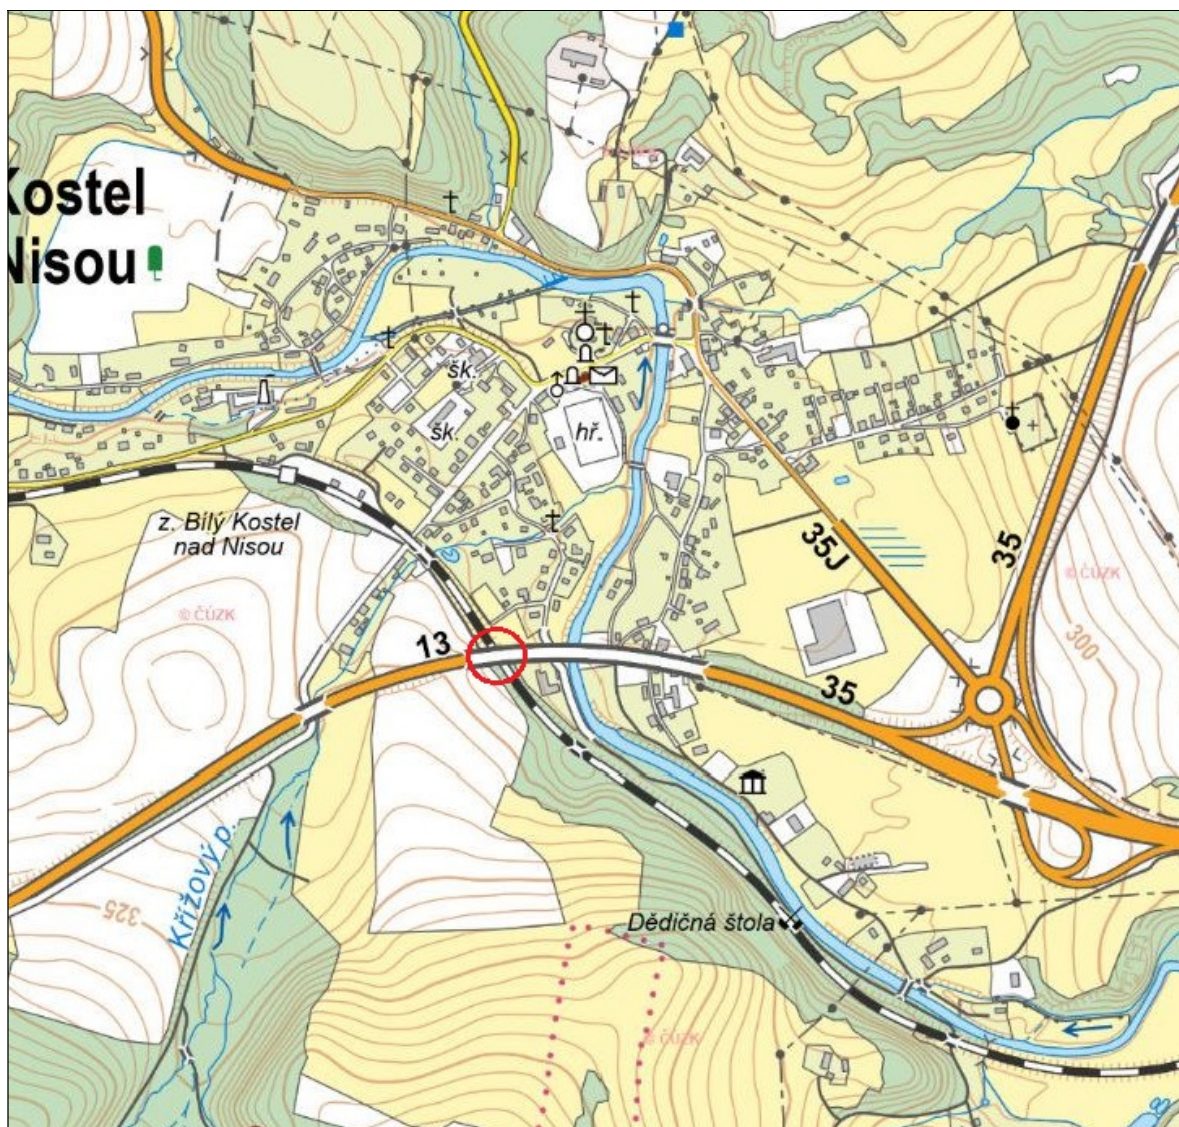 Kostel
Nisou
šk.
šk.
hř.
z. Bílý Kostel
nad Nisou
© ČÚZK
13
35J
35
© ČÚZK
300
35
325
Křížový p.
Dědičná štola
© ČÚZK